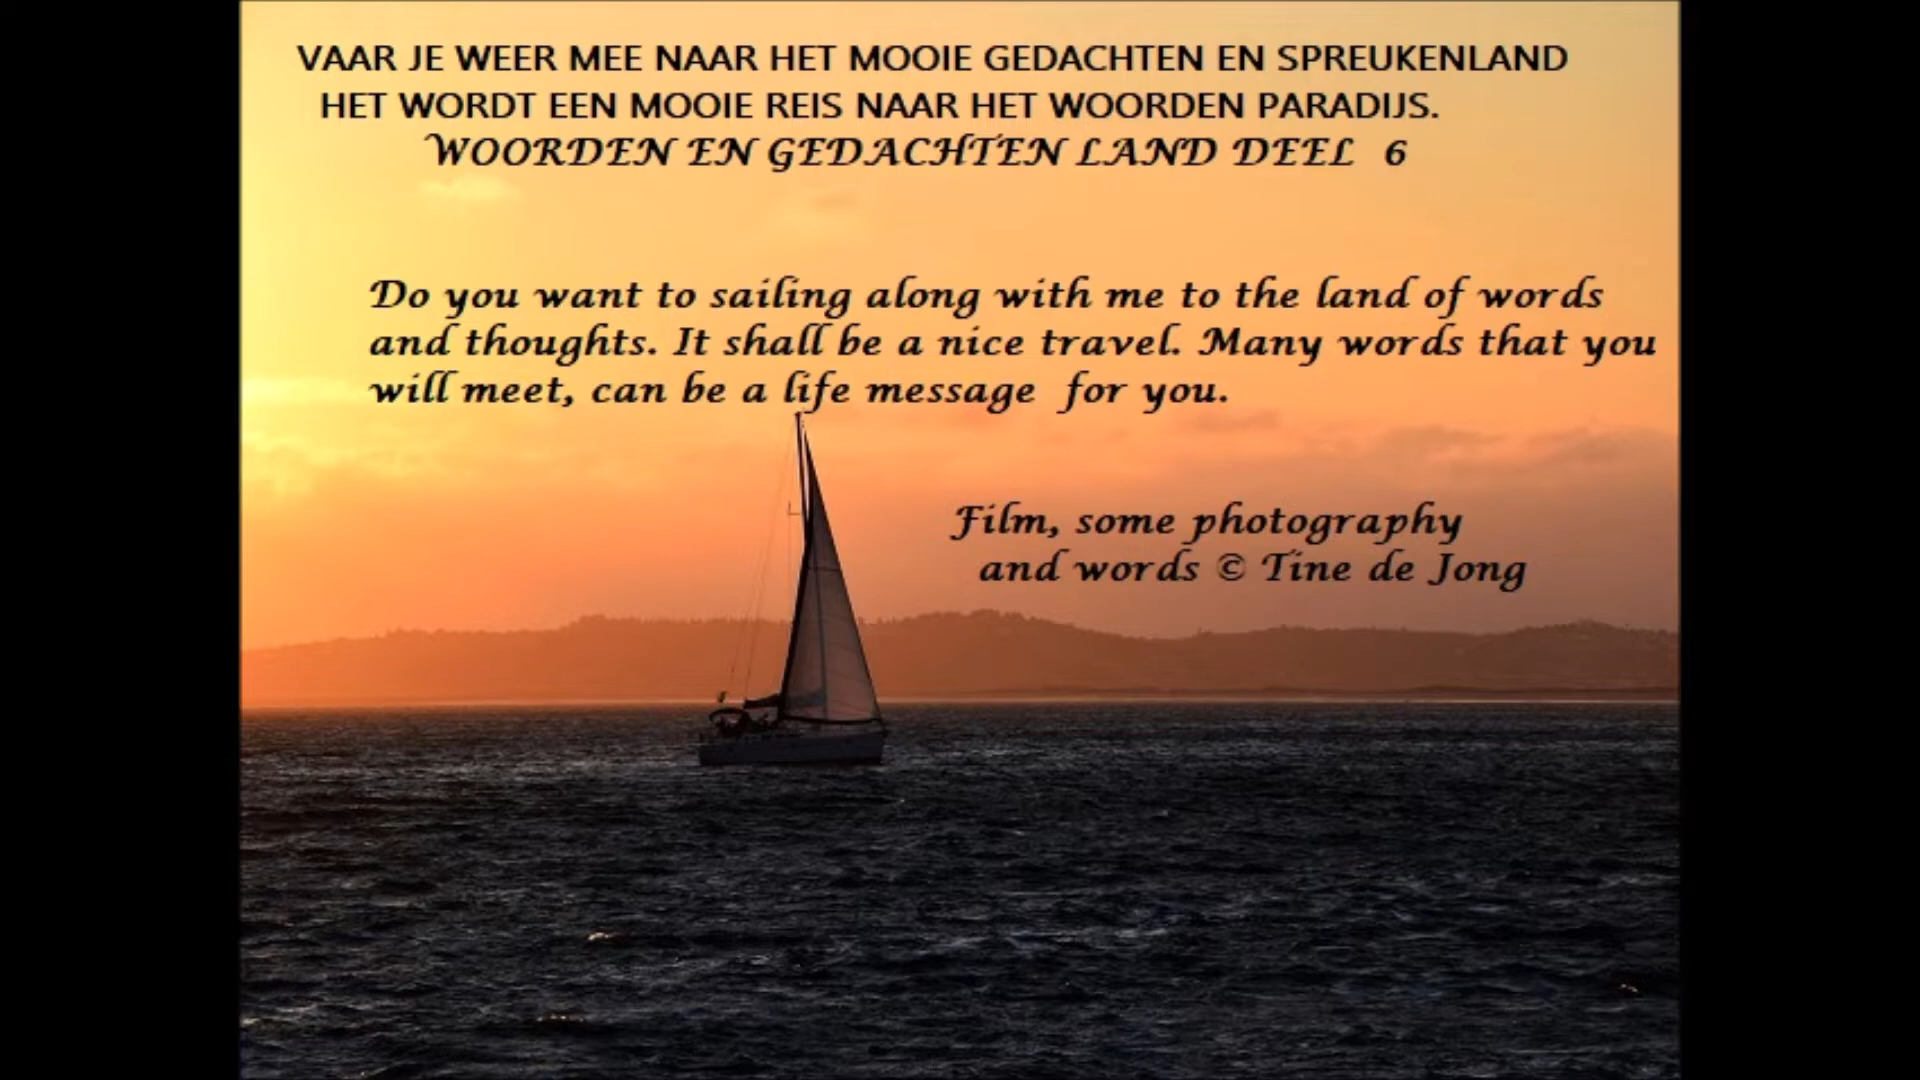 VAAR JE WEER MEE NAAR HET MOOIE GEDACHTEN EN SPREUKENLAND
HET WORDT EEN MOOIE REIS NAAR HET WOORDEN PARADIJS.
WOORDEN EN GEDACHTEN LAND DEEL 6
Do you want to sailing along with me to the land of words
and thoughts. It shall be a nice travel. Many words that you
will meet, can be a life message for you.
Film, some photography
and words © Tine de Jong